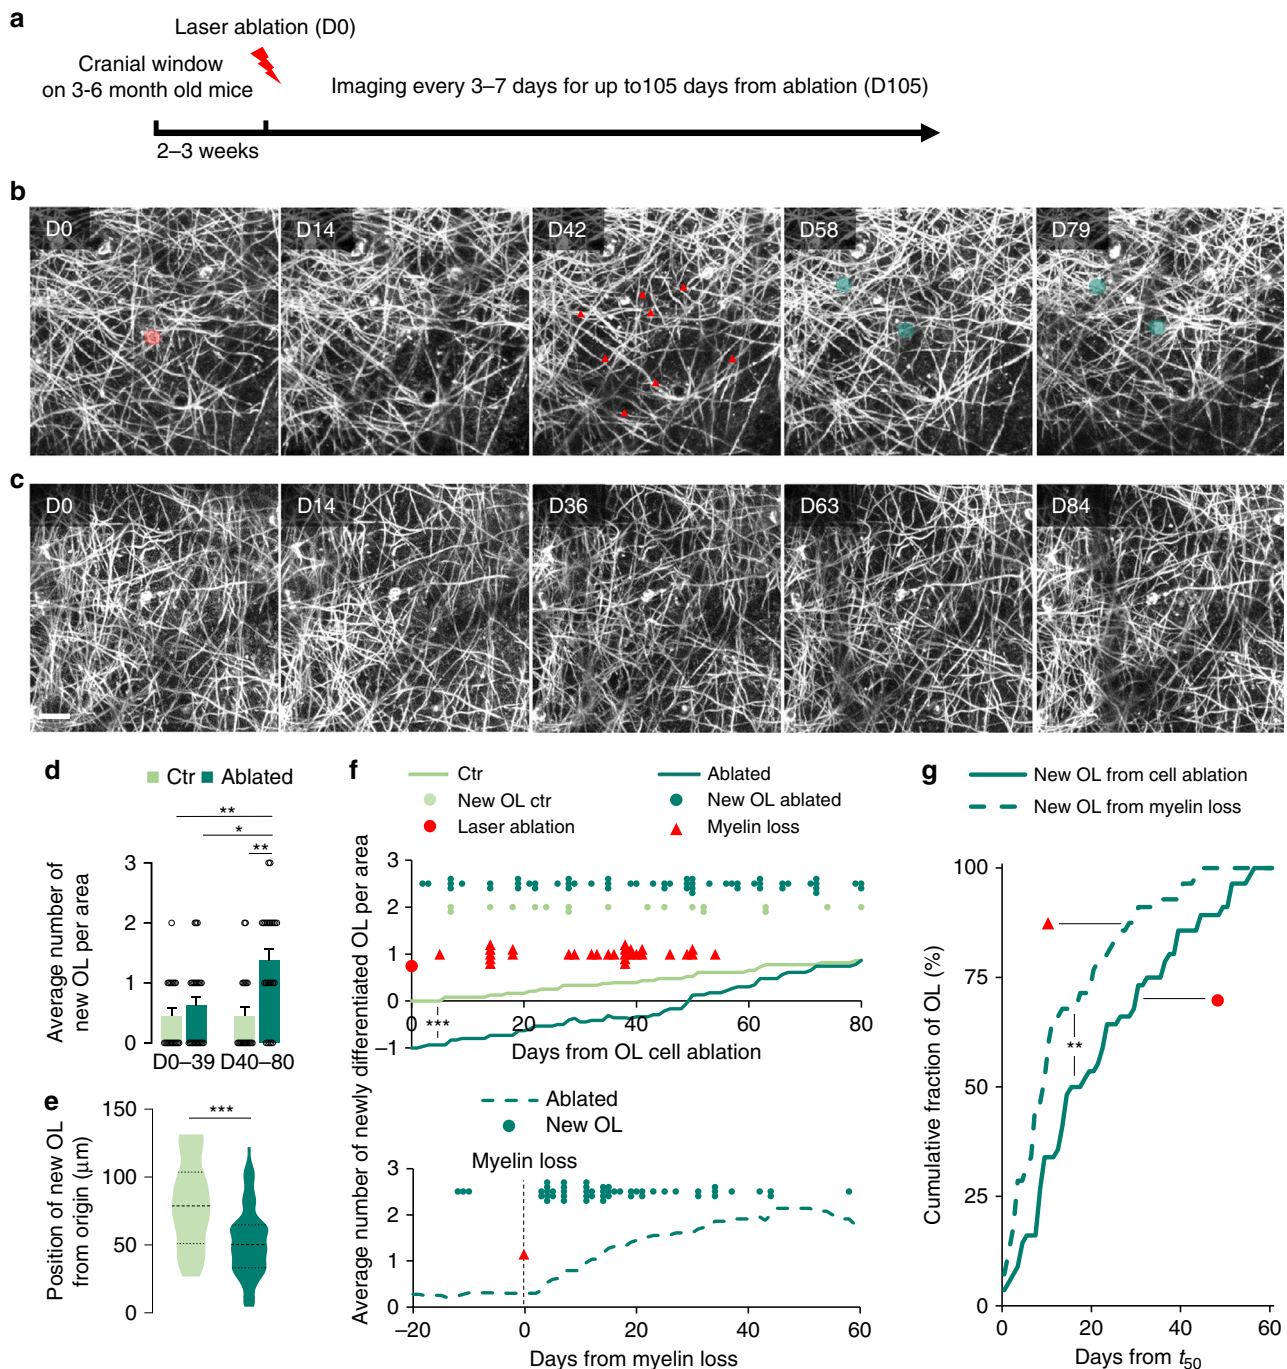 a
Laser ablation (D0)
Cranial window
on 3-6 month old mice
Imaging every 3–7 days for up to105 days from ablation (D105)
2–3 weeks
b
D0
D14
D42
D58
D79
c
D0
D14
D36
D63
D84
d
Ctr
Ablated
**
*
**
Average number of
new OL per area
3
2
1
0
D0–39
D40–80
e
***
Position of new OL
from origin (μm)
150
100
50
0
f
Ctr
Ablated
New OL ctr
New OL ablated
Laser ablation
Myelin loss
Average number of newly differentiated OL per area
3
2
1
0
–1
***
0
20
40
60
80
Days from OL cell ablation
Ablated
New OL
Myelin loss
3
2
1
0
–20
0
20
40
60
Days from myelin loss
g
New OL from cell ablation
New OL from myelin loss
Cumulative fraction of OL (%)
100
75
50
25
0
**
0
20
40
60
Days from t50